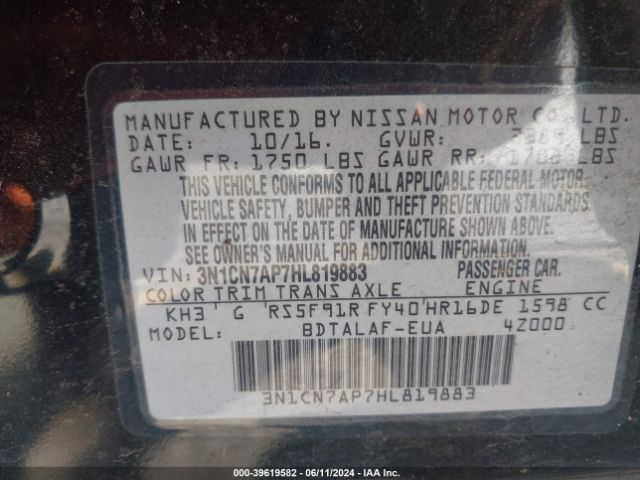 MANUFACTURED BY NISSAN MOTOR CO. LTD.
DATE: 10/16. GVWR: LBS
GAWR FR: 1750 LBS GAWR RR: LBS
THIS VEHICLE CONFORMS TO ALL APPLICABLE FEDERAL MOTOR
VEHICLE SAFETY, BUMPER AND THEFT PREVENTION STANDARDS
IN EFFECT ON THE DATE OF MANUFACTURE SHOWN ABOVE.
SEE OWNER'S MANUAL FOR ADDITIONAL INFORMATION.
VIN: 3N1CN7AP7HL819883 PASSENGER CAR.
COLOR TRIM TRANS AXLE ENGINE
KH3 G RS5F91R FY40 HR16DE 1598 CC
MODEL: BDTALAF-EUA 4Z000
3N1CN7AP7HL819883
000-39619582 / 06/11/2024 - IAA Inc.